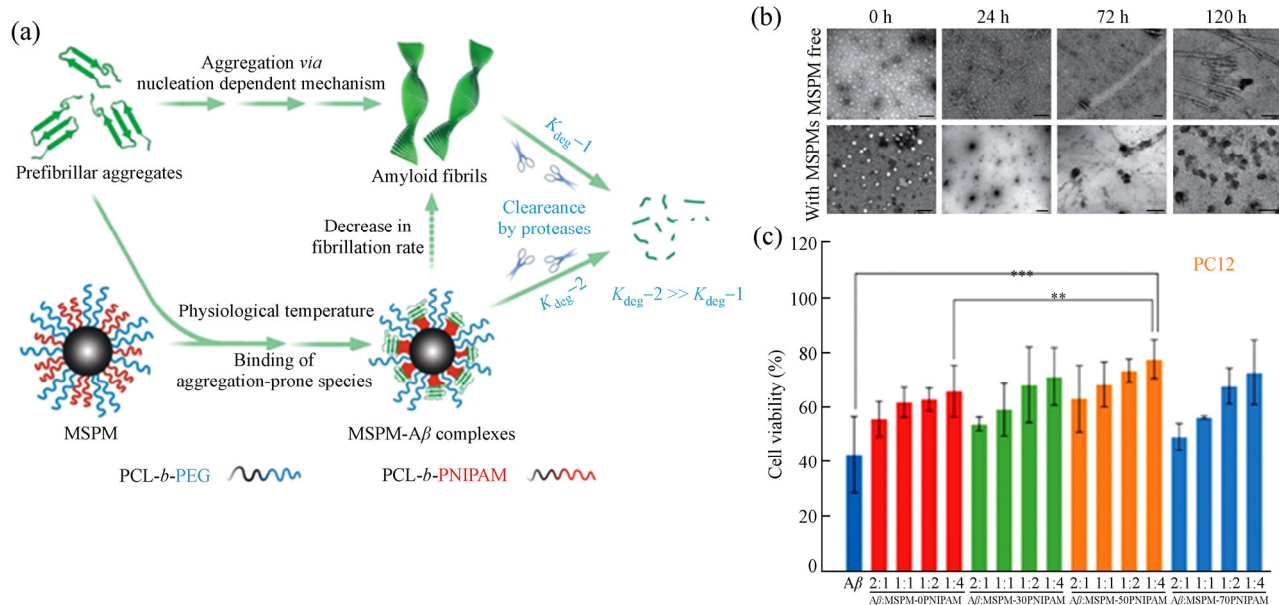 (a)
Aggregation via
nucleation dependent mechanism
Prefibrillar aggregates
Amyloid fibrils
Kdeg−1
Cleareance
by proteases
Decrease in
fibrillation rate
Kdeg−2
Kdeg−2 >> Kdeg−1
Physiological temperature
Binding of
aggregation-prone species
MSPM
MSPM-Aβ complexes
PCL-b-PEG
PCL-b-PNIPAM
(b)
0 h 24 h 72 h 120 h
MSPM free
With MSPMs
(c)
PC12
***
**
Cell viability (%)
120
100
80
60
40
20
0
Aβ 2:1 1:1 1:2 1:4 2:1 1:1 1:2 1:4 2:1 1:1 1:2 1:4 2:1 1:1 1:2 1:4
Aβ:MSPM-0PNIPAM Aβ:MSPM-30PNIPAM Aβ:MSPM-50PNIPAM Aβ:MSPM-70PNIPAM